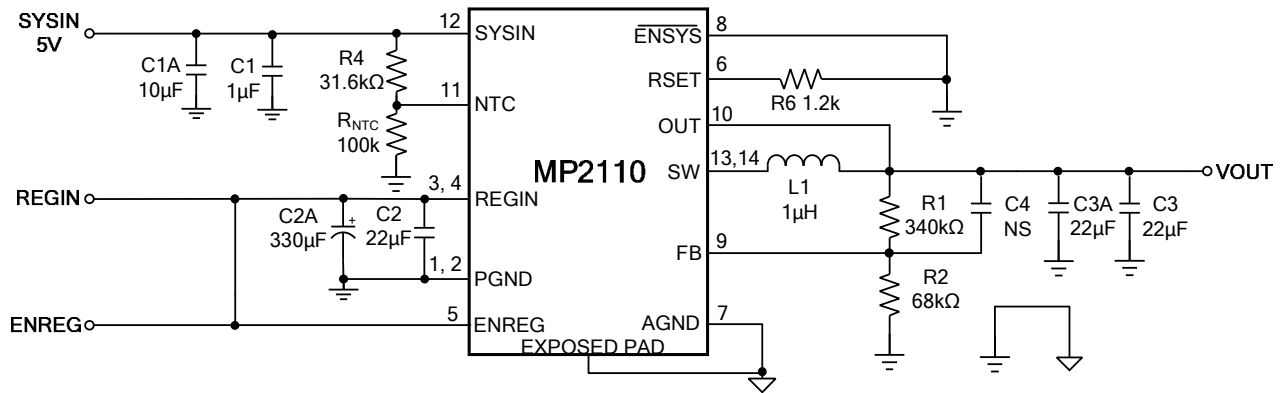 SYSIN
5V
12
SYSIN
C1A
10μF
C1
1μF
R4
31.6kΩ
11
NTC
RNTC
100k
MP2110
ENSYS
8
RSET
6
R6 1.2k
OUT
10
SW
13,14
L1
1μH
VOUT
REGIN
3, 4
REGIN
C2A
+
330μF
C2
22μF
1, 2
PGND
ENREG
5
ENREG
R1
340kΩ
C4
NS
C3A
22μF
C3
22μF
FB
9
R2
68kΩ
AGND
7
EXPOSED PAD